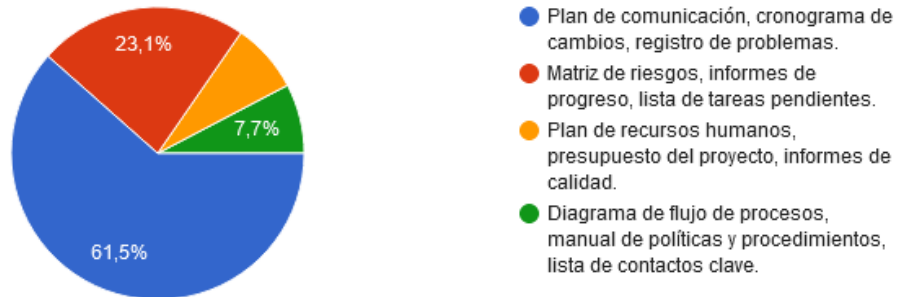 23,1%
7,7%
61,5%
Plan de comunicación, cronograma de
cambios, registro de problemas.
Matriz de riesgos, informes de
progreso, lista de tareas pendientes.
Plan de recursos humanos,
presupuesto del proyecto, informes de
calidad.
Diagrama de flujo de procesos,
manual de políticas y procedimientos,
lista de contactos clave.